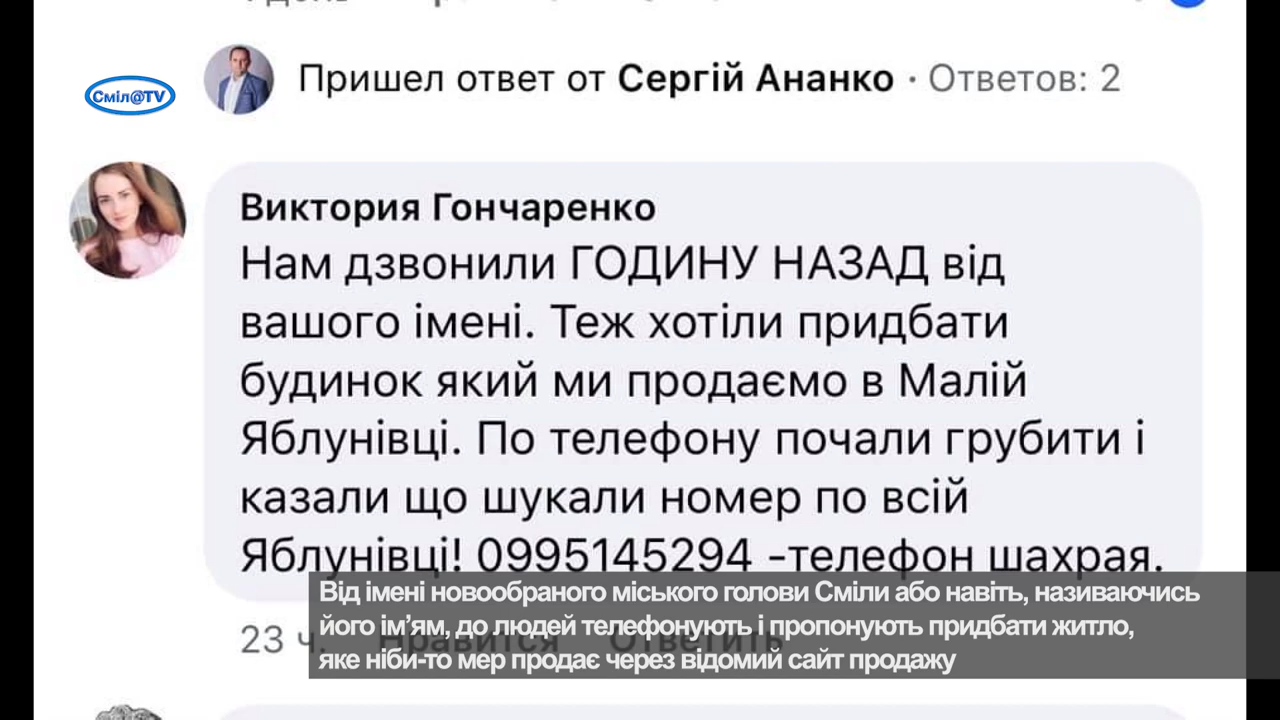 Пришел ответ от Сергій Ананко · Ответов: 2
Сміл@TV
Виктория Гончаренко
Нам дзвонили ГОДИНУ НАЗАД від
вашого імені. Теж хотіли придбати
будинок який ми продаємо в Малій
Яблунівці. По телефону почали грубити і
казали що шукали номер по всій
Яблунівці! 0995145294 -телефон шахрая.
23 ч. Нравится Ответить
Від імені новообраного міського голови Сміли або навіть, називаючись
його ім’ям, до людей телефонують і пропонують придбати житло,
яке ніби-то мер продає через відомий сайт продажу